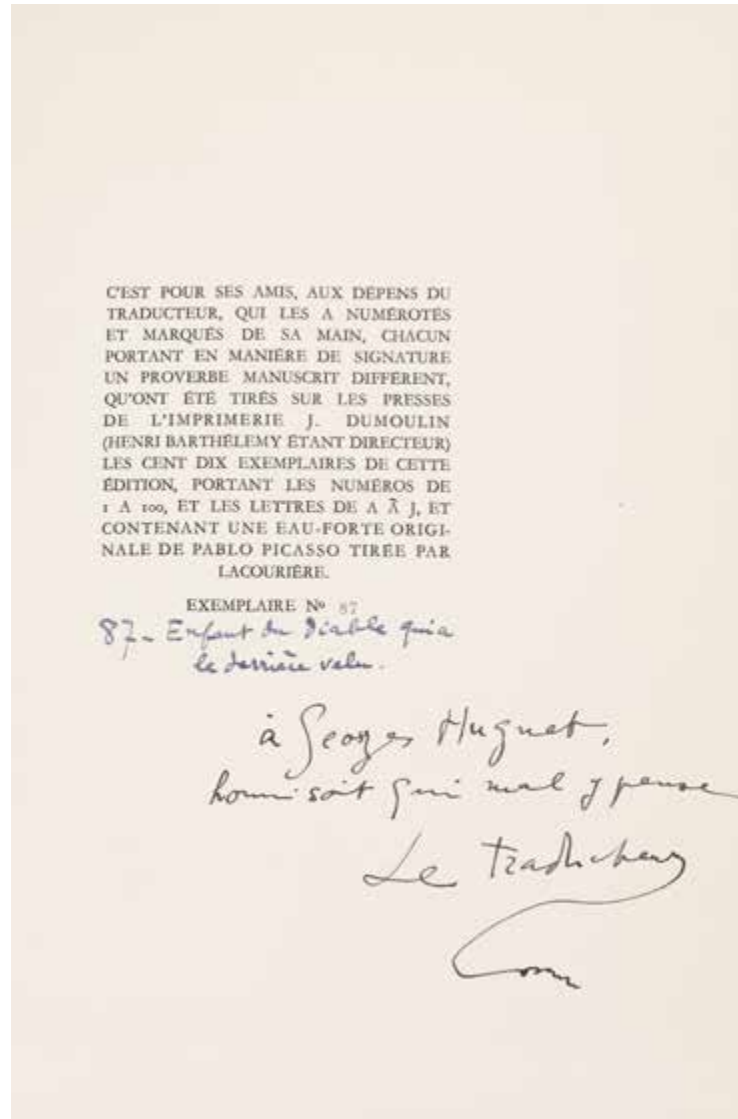 C'EST POUR SES AMIS, AUX DÉPENS DU
TRADUCTEUR, QUI LES A NUMÉROTÉS
ET MARQUÉS DE SA MAIN, CHACUN
PORTANT EN MANIÈRE DE SIGNATURE
UN PROVERBE MANUSCRIT DIFFÉRENT,
QU'ONT ÉTÉ TIRÉS SUR LES PRESSES
DE L'IMPRIMERIE J. DUMOULIN
(HENRI BARTHÉLEMY ÉTANT DIRECTEUR)
LES CENT DIX EXEMPLAIRES DE CETTE
ÉDITION, PORTANT LES NUMÉROS DE
1 A 100, ET LES LETTRES DE A À J, ET
CONTENANT UNE EAU-FORTE ORIGI-
NALE DE PABLO PICASSO TIRÉE PAR
LACOURIÈRE.
EXEMPLAIRE Nº 87
87 - Enfant du Diable qui a
le derrière velu.
à Georges Hugnet,
honni soit qui mal y pense
Le Traducteur